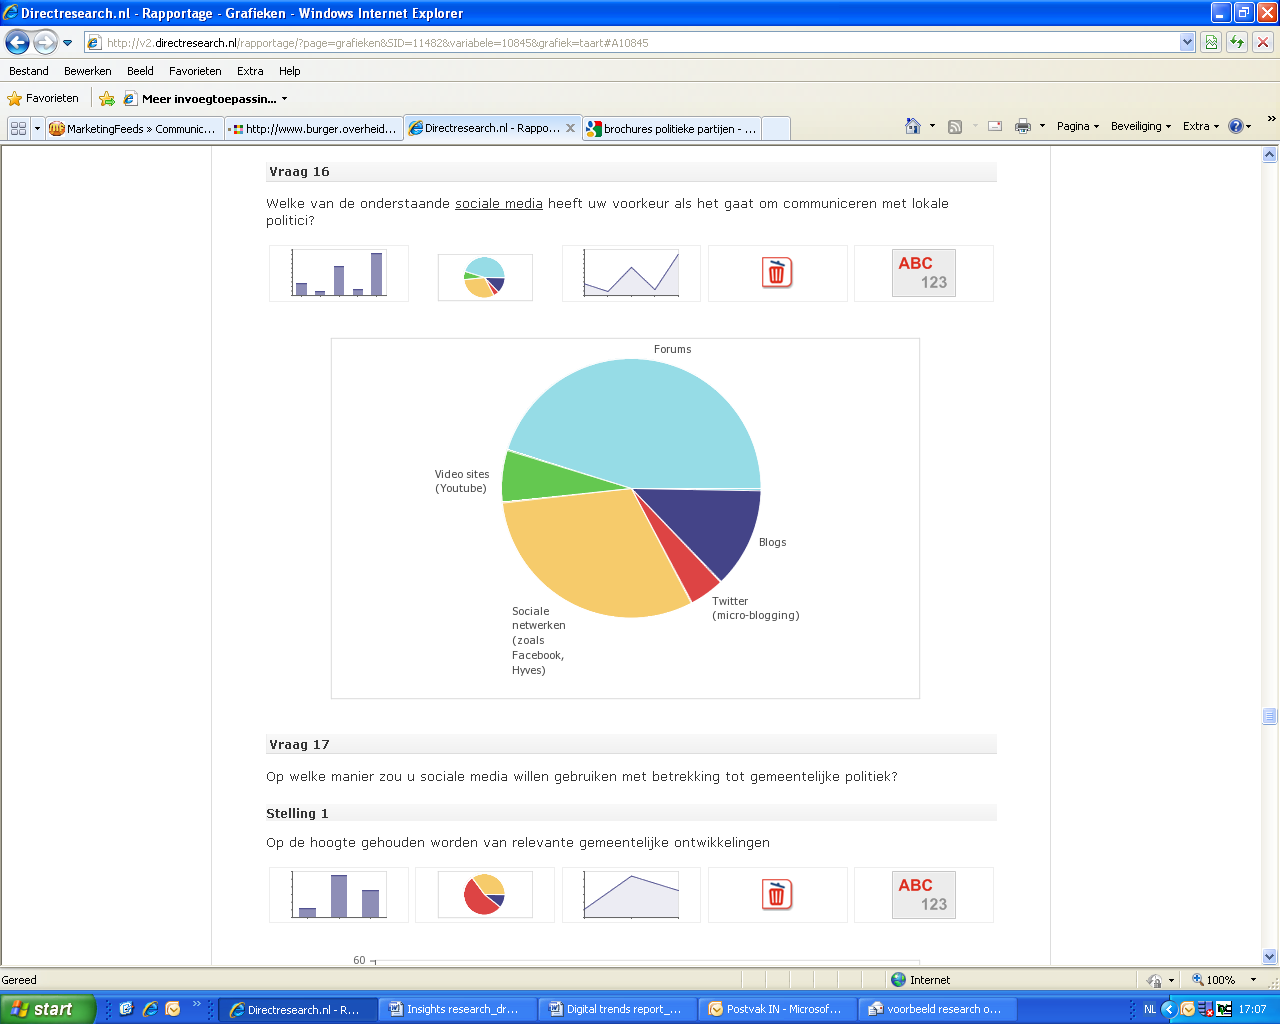 Directresearch.nl - Rapportage - Grafieken - Windows Internet Explorer
http://v2.directresearch.nl/rapportage/?page=grafieken&SID=11482&variabele=10845&grafiek=taart#A10845
Bestand Bewerken Beeld Favorieten Extra Help
Favorieten Meer invoegtoepassin...
MarketingFeeds » Communic... http://www.burger.overheid... Directresearch.nl - Rappo... brochures politieke partijen - ... Pagina Beveiliging Extra »
Vraag 16
Welke van de onderstaande sociale media heeft uw voorkeur als het gaat om communiceren met lokale
politici?
ABC
123
Forums
Video sites
(Youtube)
Blogs
Twitter
(micro-blogging)
Sociale
netwerken
(zoals
Facebook,
Hyves)
Vraag 17
Op welke manier zou u sociale media willen gebruiken met betrekking tot gemeentelijke politiek?
Stelling 1
Op de hoogte gehouden worden van relevante gemeentelijke ontwikkelingen
ABC
123
60
Gereed Internet 100%
start » Directresearch.nl - R... Insights research_dr... Digital trends report_... Postvak IN - Microsof... voorbeeld research o... NL 17:07